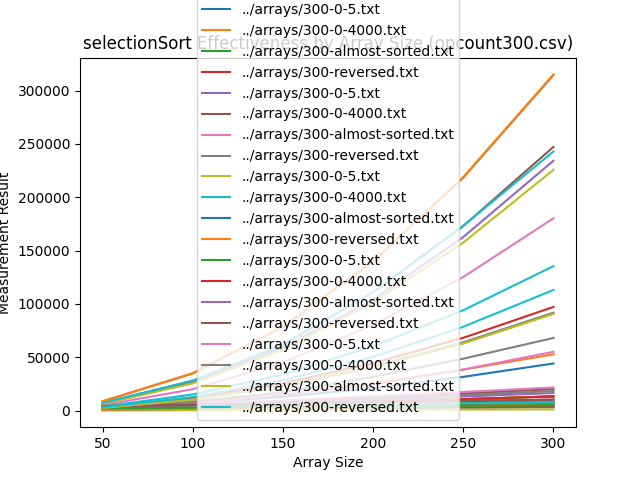 ../arrays/300-0-5.txt
../arrays/300-0-4000.txt
selectionSort Effectiveness by Array Size (opcount300.csv)
../arrays/300-almost-sorted.txt
../arrays/300-reversed.txt
../arrays/300-0-5.txt
../arrays/300-0-4000.txt
../arrays/300-almost-sorted.txt
../arrays/300-reversed.txt
../arrays/300-0-5.txt
../arrays/300-0-4000.txt
../arrays/300-almost-sorted.txt
../arrays/300-reversed.txt
../arrays/300-0-5.txt
../arrays/300-0-4000.txt
../arrays/300-almost-sorted.txt
../arrays/300-reversed.txt
../arrays/300-0-5.txt
../arrays/300-0-4000.txt
../arrays/300-almost-sorted.txt
../arrays/300-reversed.txt
300000
250000
200000
150000
100000
50000
0
Measurement Result
50
100
150
200
250
300
Array Size